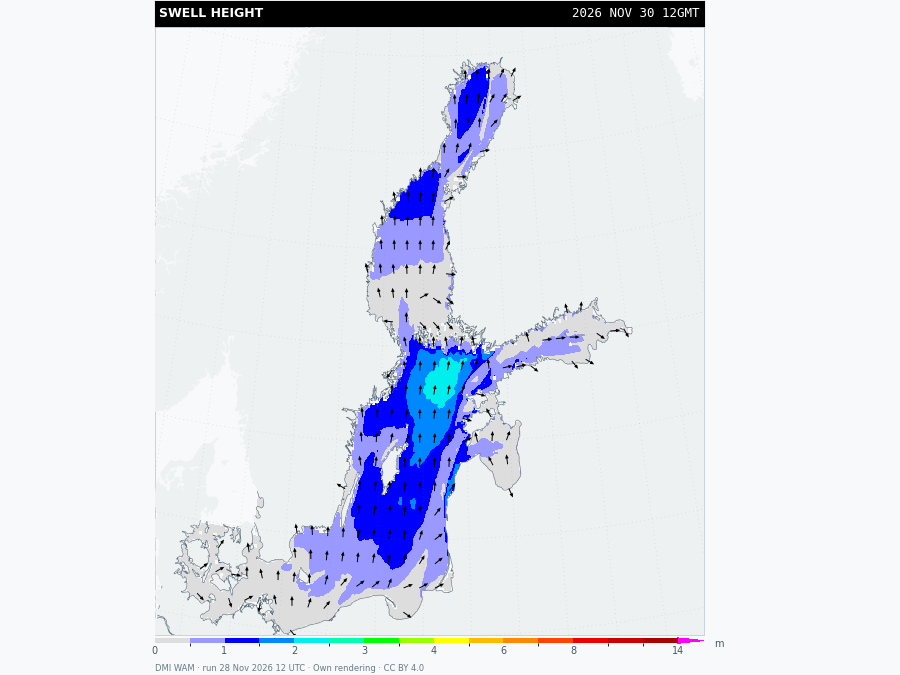 SWELL HEIGHT 2026 NOV 30 12GMT
0 1 2 3 4 6 8 14 m
DMI WAM · run 28 Nov 2026 12 UTC · Own rendering · CC BY 4.0